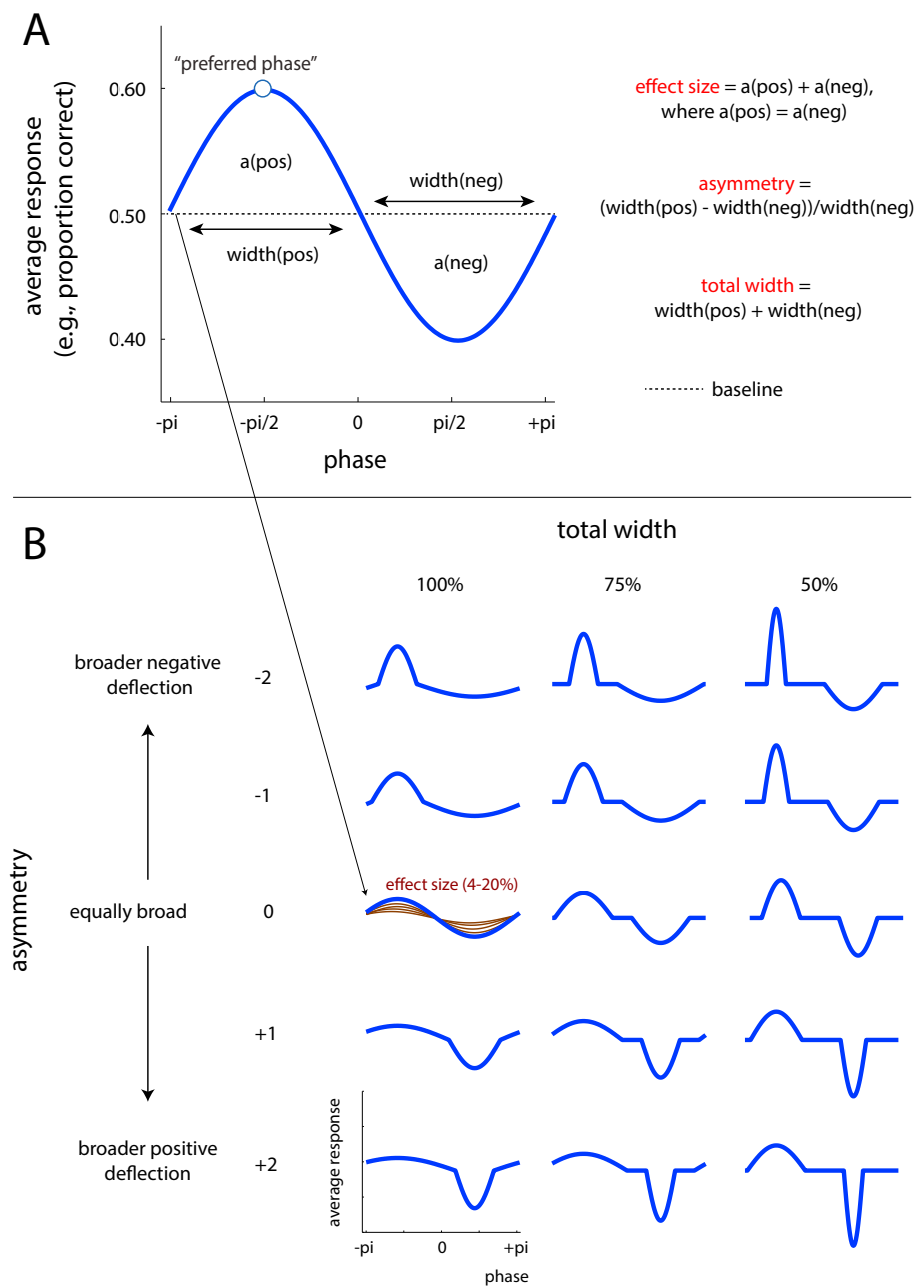 A
"preferred phase"
0.60
0.50
0.40
average response
(e.g., proportion correct)
a(pos)
width(neg)
width(pos)
a(neg)
-pi
-pi/2
0
pi/2
+pi
phase
effect size = a(pos) + a(neg),
where a(pos) = a(neg)
asymmetry =
(width(pos) - width(neg))/width(neg)
total width =
width(pos) + width(neg)
baseline
B
total width
100%
75%
50%
broader negative
deflection
-2
-1
asymmetry
equally broad
0
effect size (4-20%)
+1
broader positive
deflection
+2
average response
-pi
0
+pi
phase